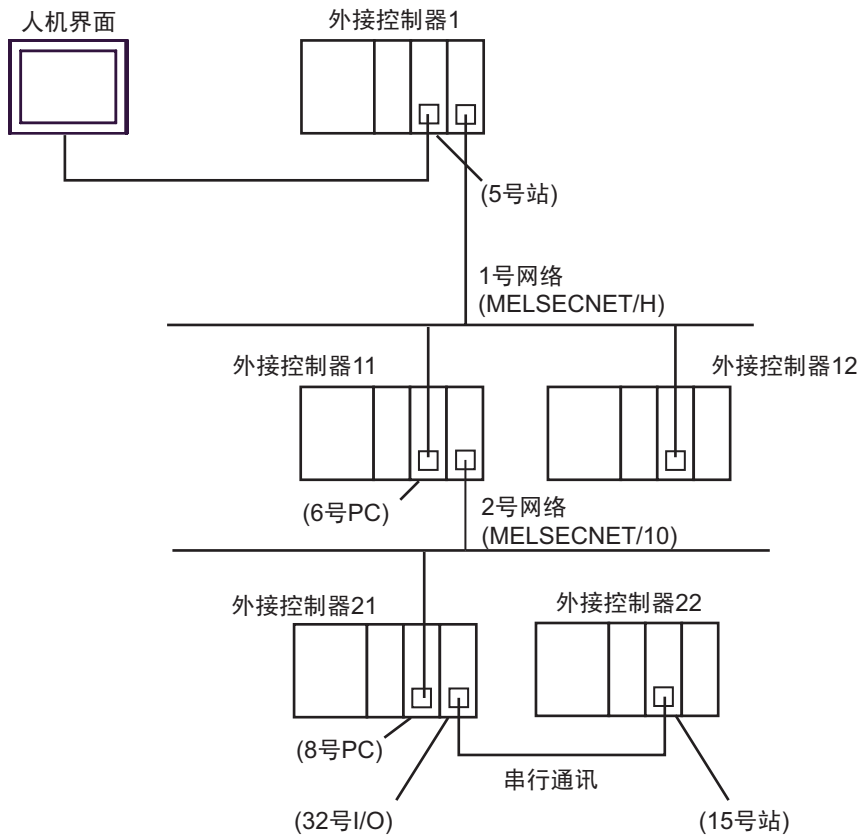 人机界面
外接控制器1
(5号站)
1号网络
(MELSECNET/H)
外接控制器11
外接控制器12
(6号PC)
2号网络
(MELSECNET/10)
外接控制器21
外接控制器22
(8号PC)
串行通讯
(32号I/O)
(15号站)